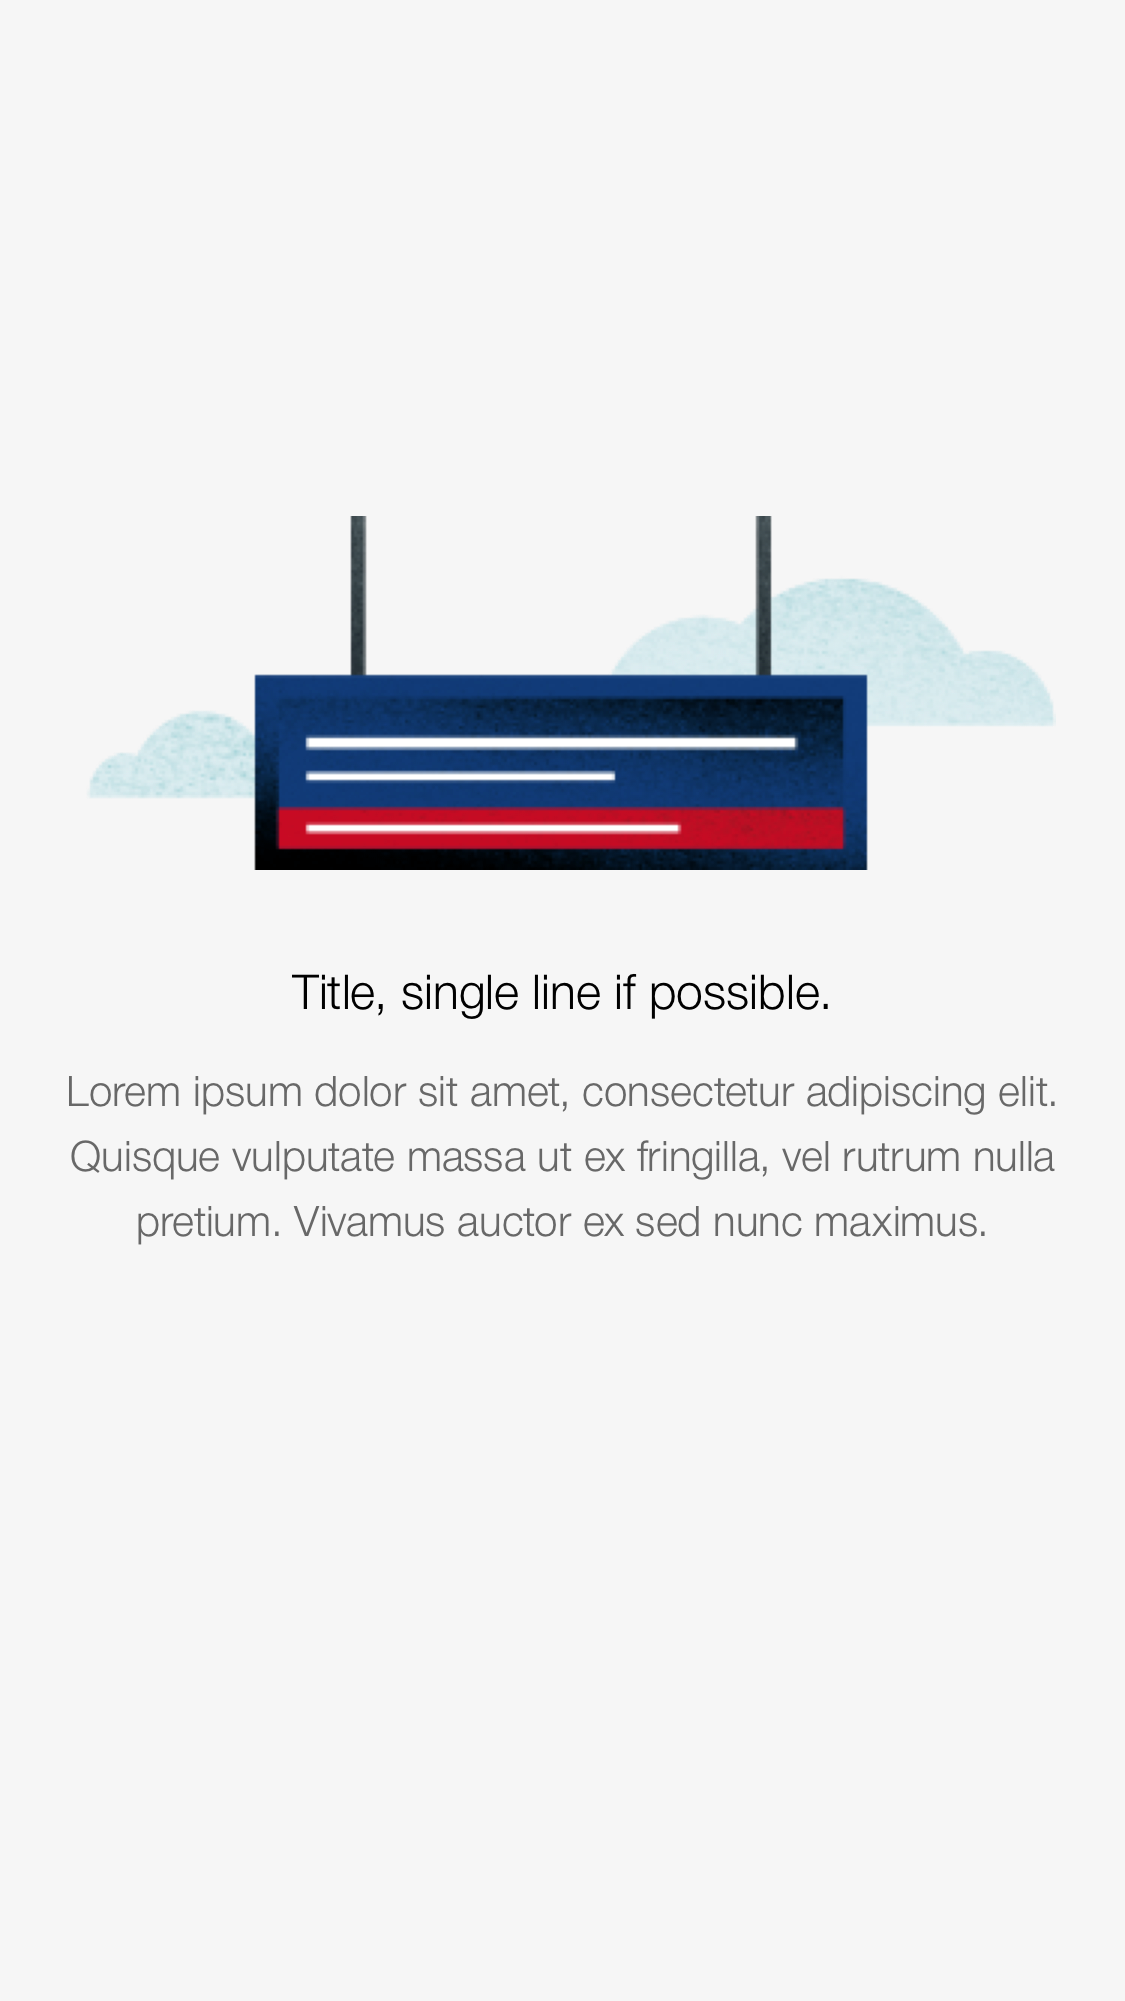 Title, single line if possible.
Lorem ipsum dolor sit amet, consectetur adipiscing elit.
Quisque vulputate massa ut ex fringilla, vel rutrum nulla
pretium. Vivamus auctor ex sed nunc maximus.